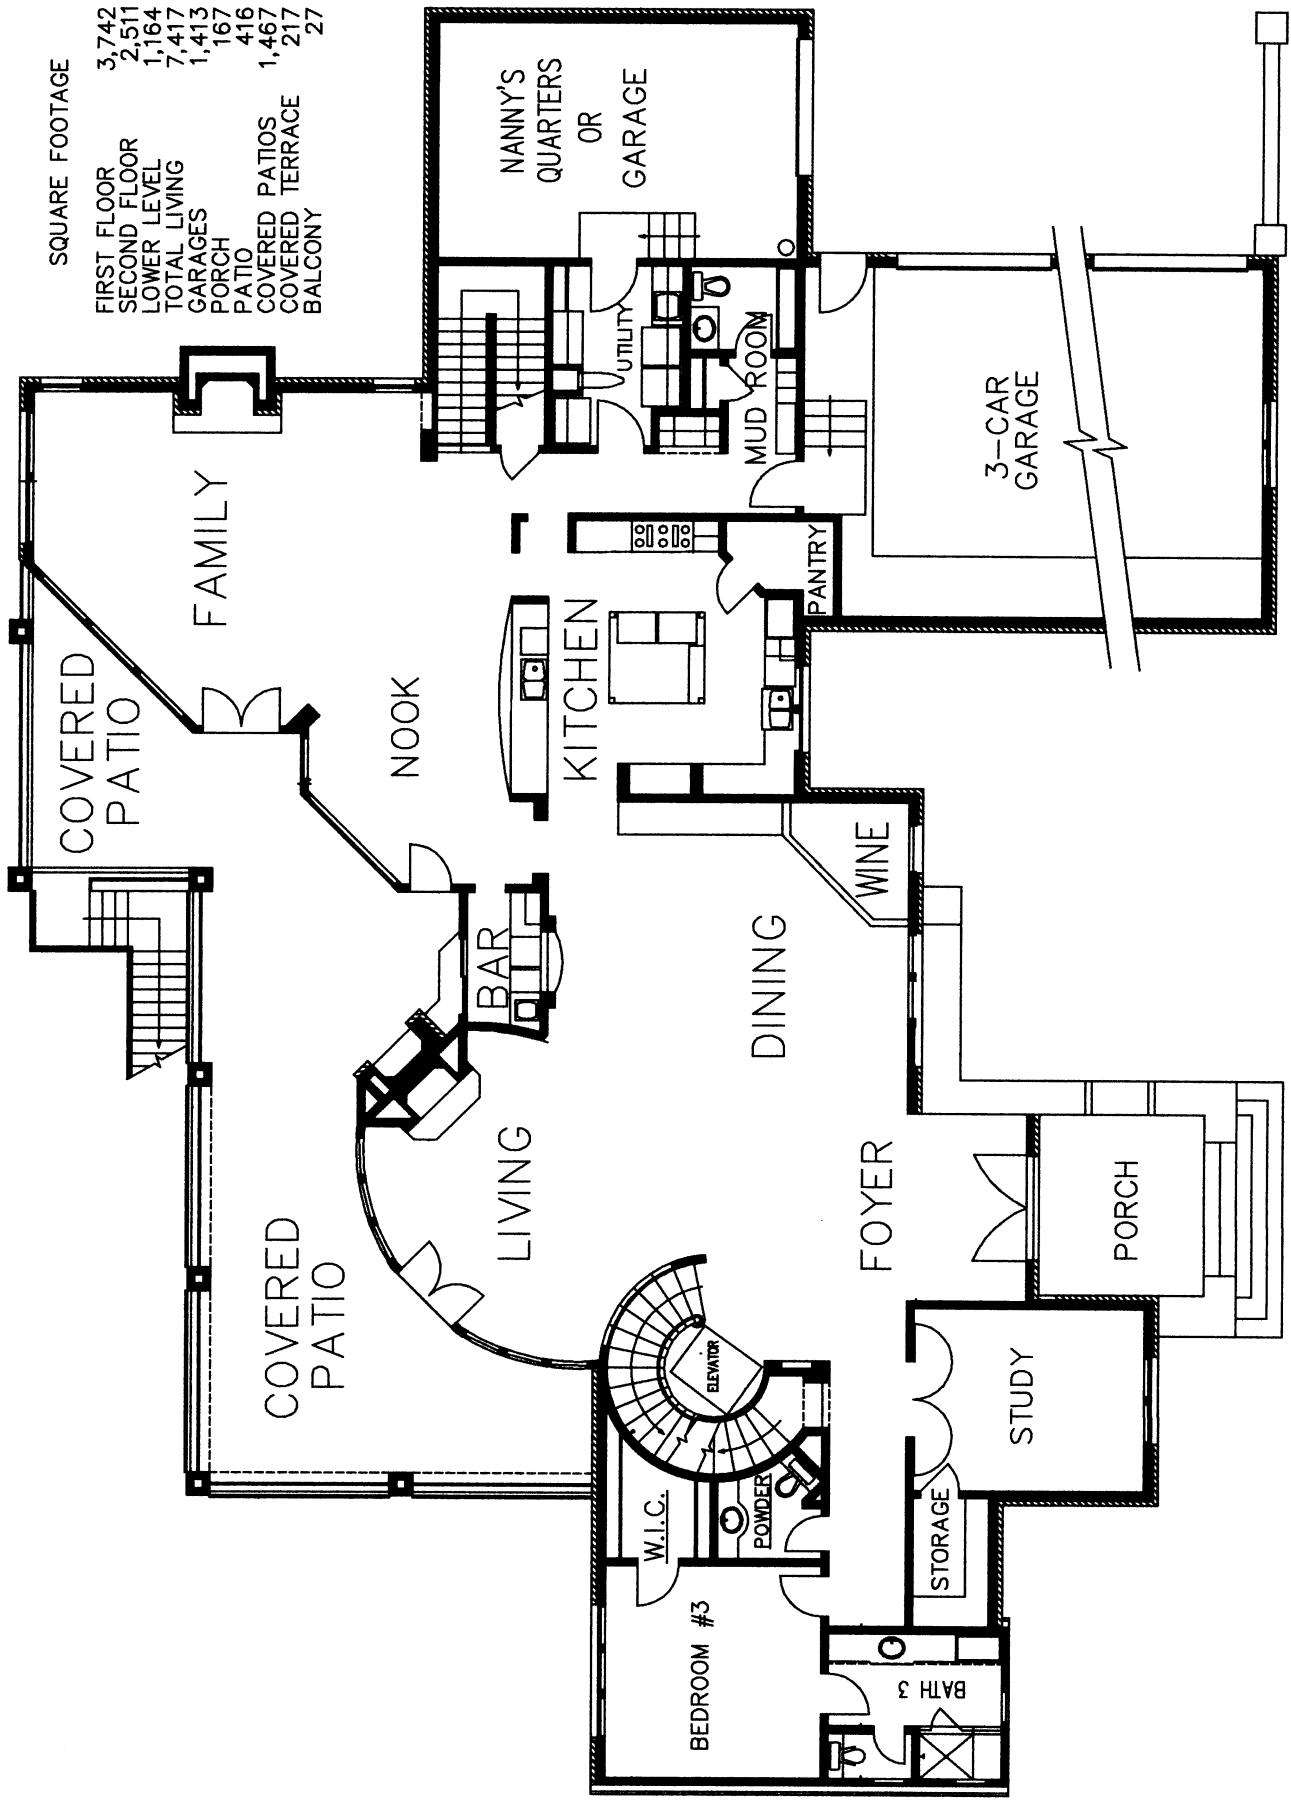 SQUARE FOOTAGE
FIRST FLOOR 3,742
SECOND FLOOR 2,511
LOWER LEVEL 1,164
TOTAL LIVING 7,417
GARAGES 1,413
PORCH 167
PATIO 416
COVERED PATIOS 1,467
COVERED TERRACE 217
BALCONY 27
COVERED
PATIO
FAMILY
COVERED
PATIO
NOOK
NANNY'S
QUARTERS
OR
GARAGE
LIVING
BAR
KITCHEN
UTILITY
W.I.C.
ELEVATOR
POWDER
BEDROOM #3
DINING
MUD ROOM
PANTRY
WINE
FOYER
BATH 3
STORAGE
STUDY
3-CAR
GARAGE
PORCH